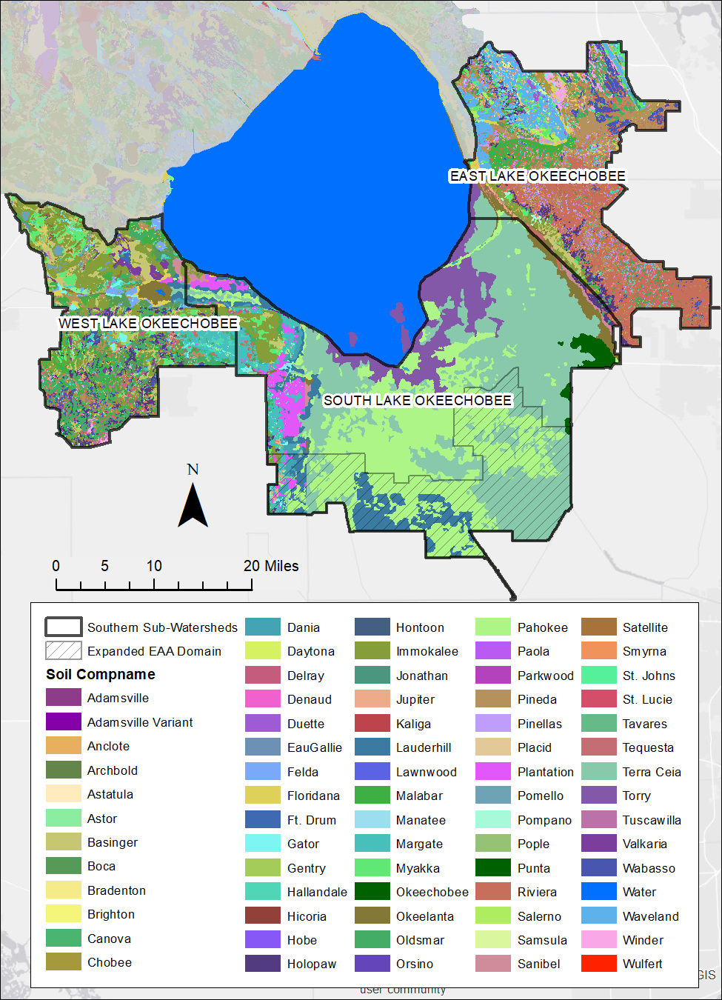 EAST LAKE OKEECHOBEE
WEST LAKE OKEECHOBEE
SOUTH LAKE OKEECHOBEE
N
0 5 10 20 Miles
Southern Sub-Watersheds
Expanded EAA Domain
Soil Compname
Adamsville
Adamsville Variant
Anclote
Archbold
Astatula
Astor
Basinger
Boca
Bradenton
Brighton
Canova
Chobee
Dania
Daytona
Delray
Denaud
Duette
EauGallie
Felda
Floridana
Ft. Drum
Gator
Gentry
Hallandale
Hicoria
Hobe
Holopaw
Hontoon
Immokalee
Jonathan
Jupiter
Kaliga
Lauderhill
Lawnwood
Malabar
Manatee
Margate
Myakka
Okeechobee
Okeelanta
Oldsmar
Orsino
Pahokee
Paola
Parkwood
Pineda
Pinellas
Placid
Plantation
Pomello
Pompano
Pople
Punta
Riviera
Salerno
Samsula
Sanibel
Satellite
Smyrna
St. Johns
St. Lucie
Tavares
Tequesta
Terra Ceia
Torry
Tuscawilla
Valkaria
Wabasso
Water
Waveland
Winder
Wulfert
GIS
user community